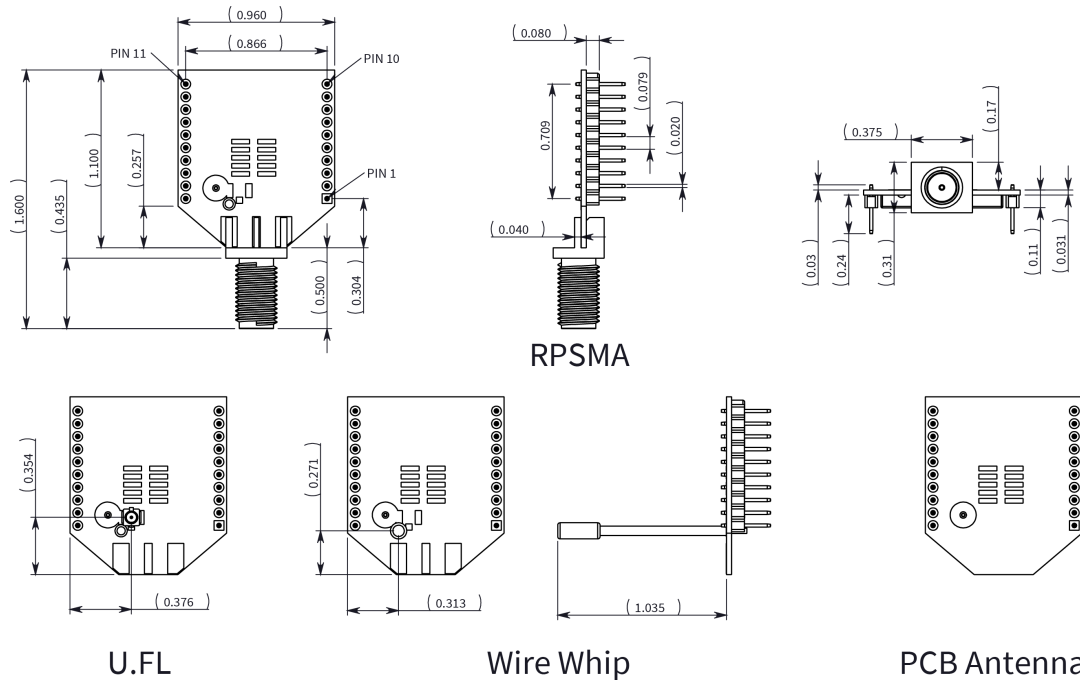 ( 0.960 )
( 0.866 )
PIN 11
PIN 10
PIN 1
( 1.600 )
( 0.435 )
( 1.100 )
( 0.257 )
( 0.500 )
( 0.304 )
( 0.080 )
( 0.079 )
( 0.020 )
0.709
( 0.040 )
RPSMA
( 0.375 )
( 0.17 )
( 0.03 )
( 0.24 )
( 0.31 )
( 0.11 )
( 0.031 )
( 0.354 )
( 0.376 )
U.FL
( 0.271 )
( 0.313 )
( 1.035 )
Wire Whip
PCB Antenna